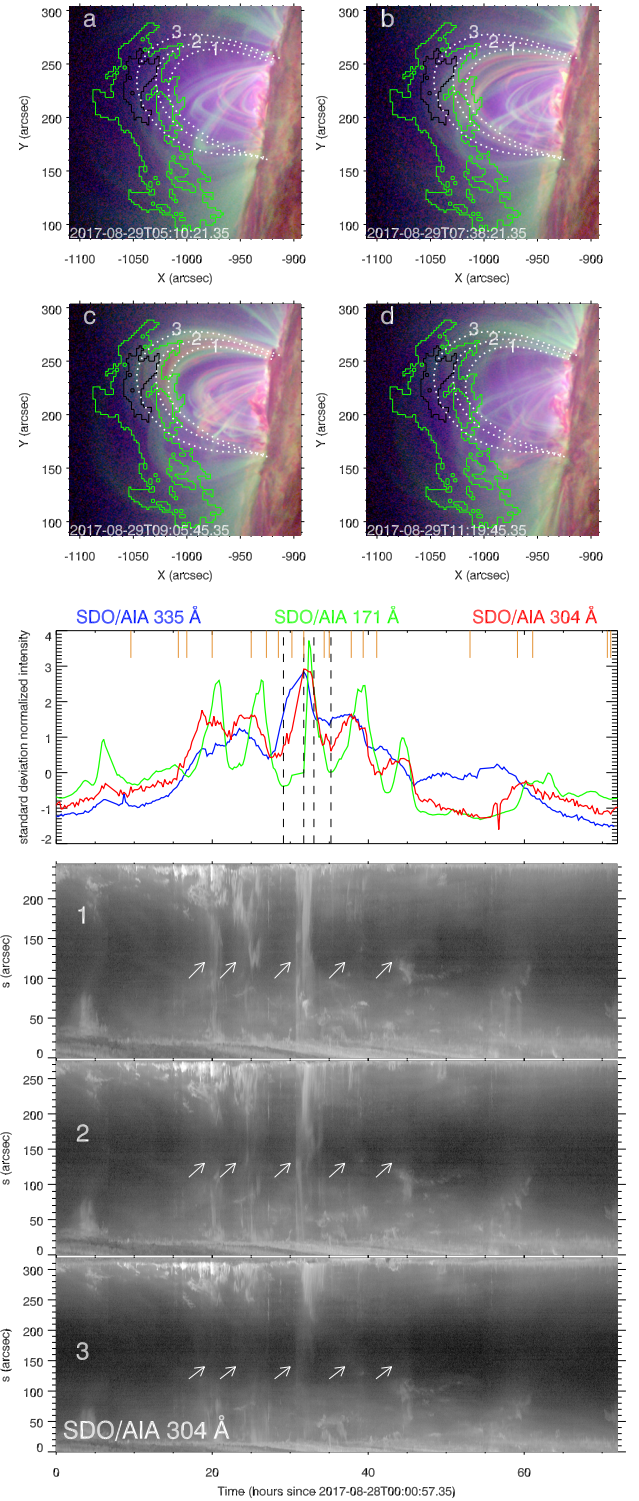 a
3
2
1
Y (arcsec)
300
250
200
150
100
2017-08-29T05:10:21.35
-1100 -1050 -1000 -950 -900
X (arcsec)
b
3
2
1
Y (arcsec)
300
250
200
150
100
2017-08-29T07:38:21.35
-1100 -1050 -1000 -950 -900
X (arcsec)
c
3
2
1
Y (arcsec)
300
250
200
150
100
2017-08-29T09:05:45.35
-1100 -1050 -1000 -950 -900
X (arcsec)
d
3
2
1
Y (arcsec)
300
250
200
150
100
2017-08-29T11:19:45.35
-1100 -1050 -1000 -950 -900
X (arcsec)
SDO/AIA 335 Å SDO/AIA 171 Å SDO/AIA 304 Å
standard deviation normalized intensity
4
3
2
1
0
-1
-2
1
s (arcsec)
200
150
100
50
0
2
s (arcsec)
250
200
150
100
50
0
3
s (arcsec)
300
250
200
150
100
50
0
SDO/AIA 304 Å
0 20 40 60
Time (hours since 2017-08-28T00:00:57.35)